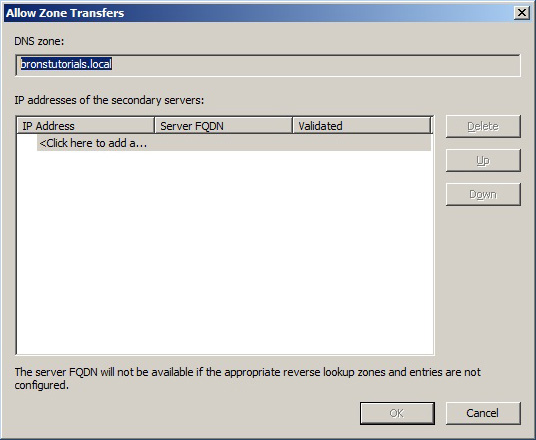 Allow Zone Transfers
DNS zone:
bronstutorials.local
IP addresses of the secondary servers:
IP Address Server FQDN Validated
<Click here to add a...
Delete
Up
Down
The server FQDN will not be available if the appropriate reverse lookup zones and entries are not
configured.
OK Cancel